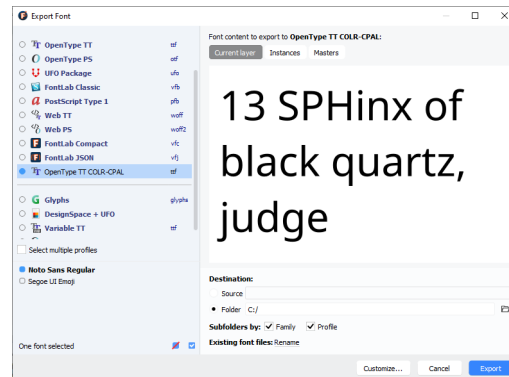 Export Font
OpenType TT ttf
OpenType PS otf
UFO Package ufo
FontLab Classic vfb
PostScript Type 1 pfb
Web TT woff
Web PS woff2
FontLab Compact vfc
FontLab JSON vfj
OpenType TT COLR-CPAL ttf
Glyphs glyphs
DesignSpace + UFO
Variable TT ttf
Select multiple profiles
Noto Sans Regular
Segoe UI Emoji
One font selected
Font content to export to OpenType TT COLR-CPAL:
Current layer Instances Masters
13 SPHinx of
black quartz,
judge
Destination:
Source
Folder C:/
Subfolders by: Family Profile
Existing font files: Rename
Customize... Cancel Export